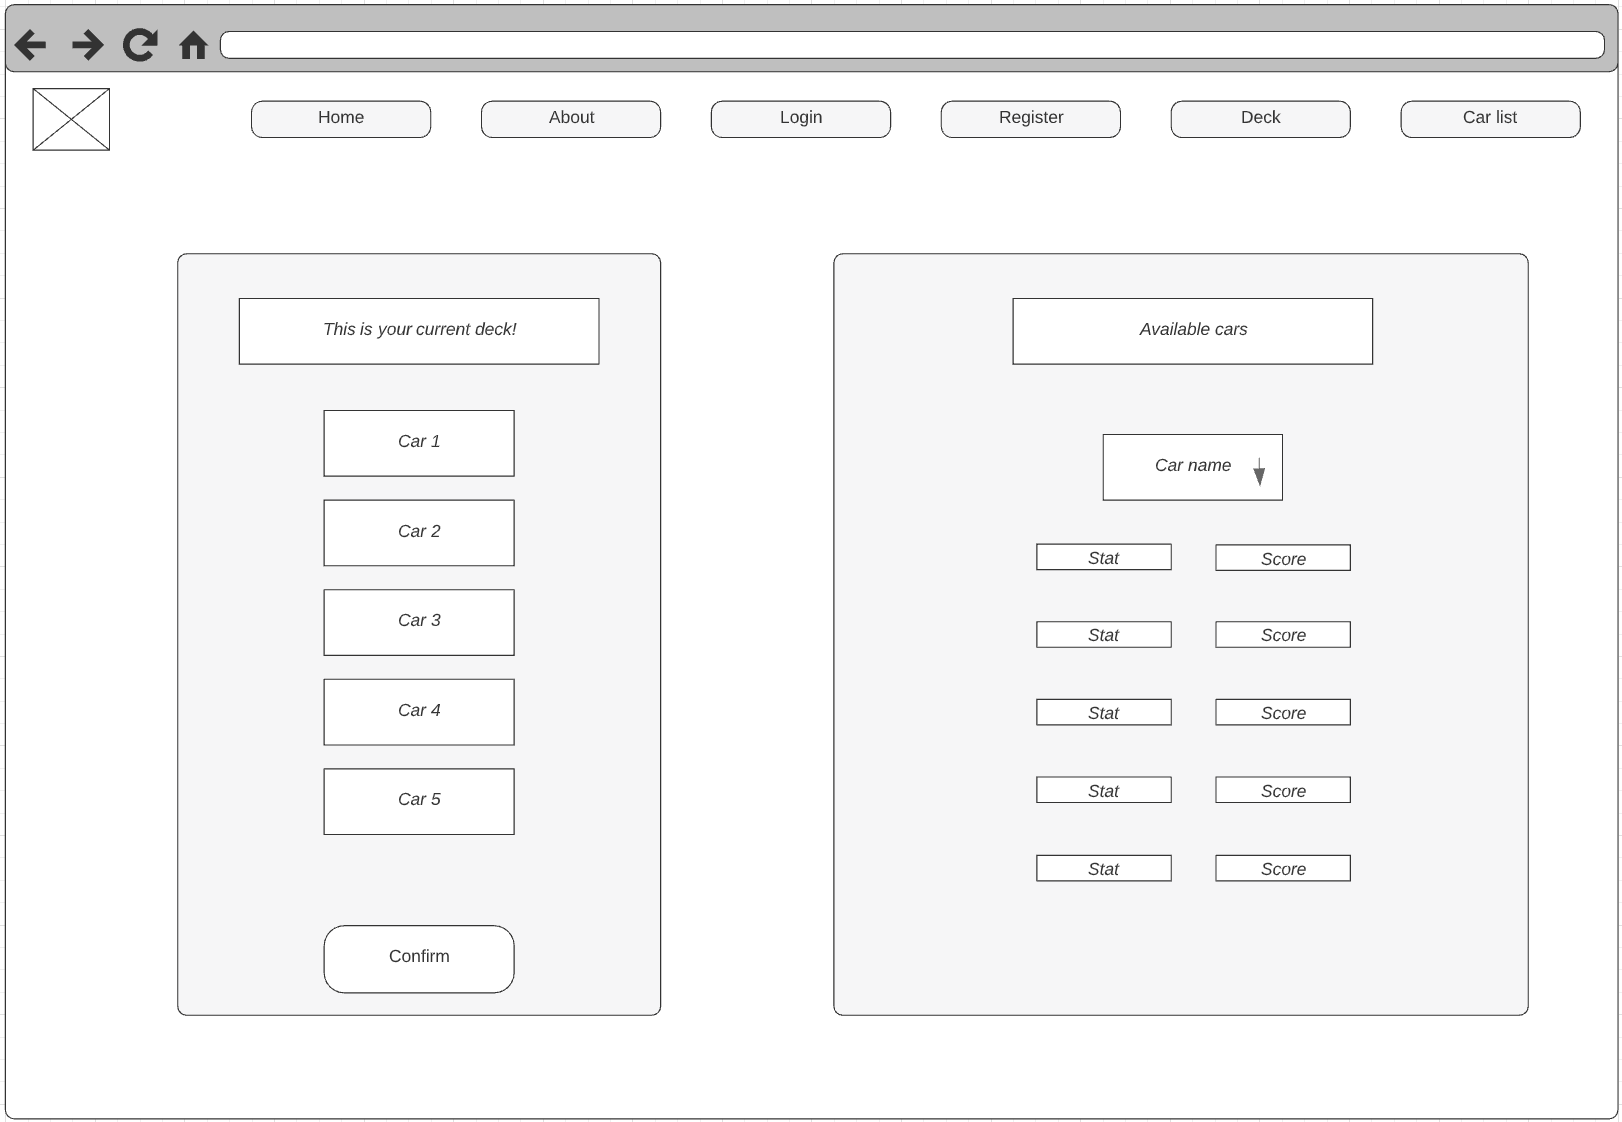 Home
About
Login
Register
Deck
Car list
This is your current deck!
Car 1
Car 2
Car 3
Car 4
Car 5
Confirm
Available cars
Car name
Stat
Score
Stat
Score
Stat
Score
Stat
Score
Stat
Score